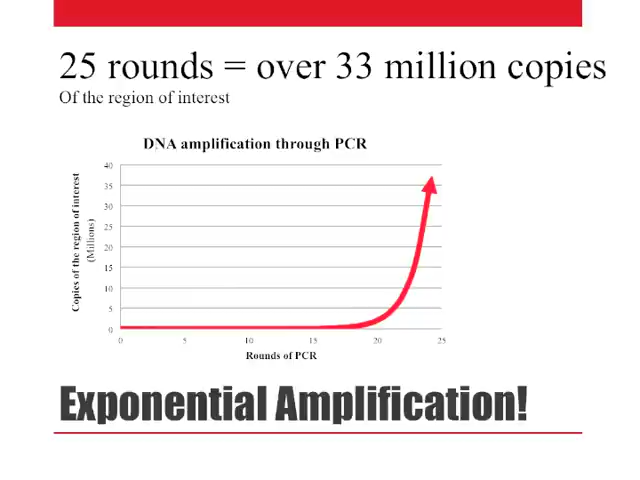 25 rounds = over 33 million copies
Of the region of interest
DNA amplification through PCR
Copies of the region of interest
(Millions)
40
35
30
25
20
15
10
5
0
0 5 10 15 20 25
Rounds of PCR
Exponential Amplification!